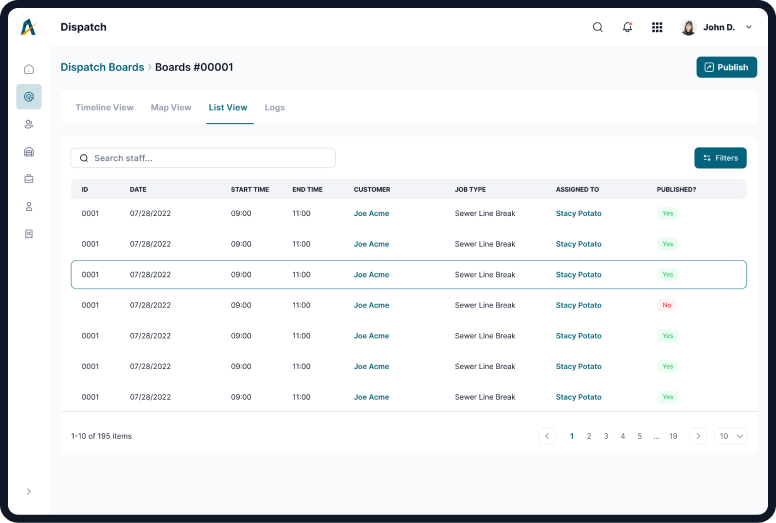 Dispatch
John D.
Dispatch Boards > Boards #00001
Publish
Timeline View Map View List View Logs
Search staff...
Filters
ID DATE START TIME END TIME CUSTOMER JOB TYPE ASSIGNED TO PUBLISHED?
0001 07/28/2022 09:00 11:00 Joe Acme Sewer Line Break Stacy Potato Yes
0001 07/28/2022 09:00 11:00 Joe Acme Sewer Line Break Stacy Potato Yes
0001 07/28/2022 09:00 11:00 Joe Acme Sewer Line Break Stacy Potato Yes
0001 07/28/2022 09:00 11:00 Joe Acme Sewer Line Break Stacy Potato No
0001 07/28/2022 09:00 11:00 Joe Acme Sewer Line Break Stacy Potato Yes
0001 07/28/2022 09:00 11:00 Joe Acme Sewer Line Break Stacy Potato Yes
0001 07/28/2022 09:00 11:00 Joe Acme Sewer Line Break Stacy Potato Yes
1-10 of 195 items
1 2 3 4 5 ... 19
10